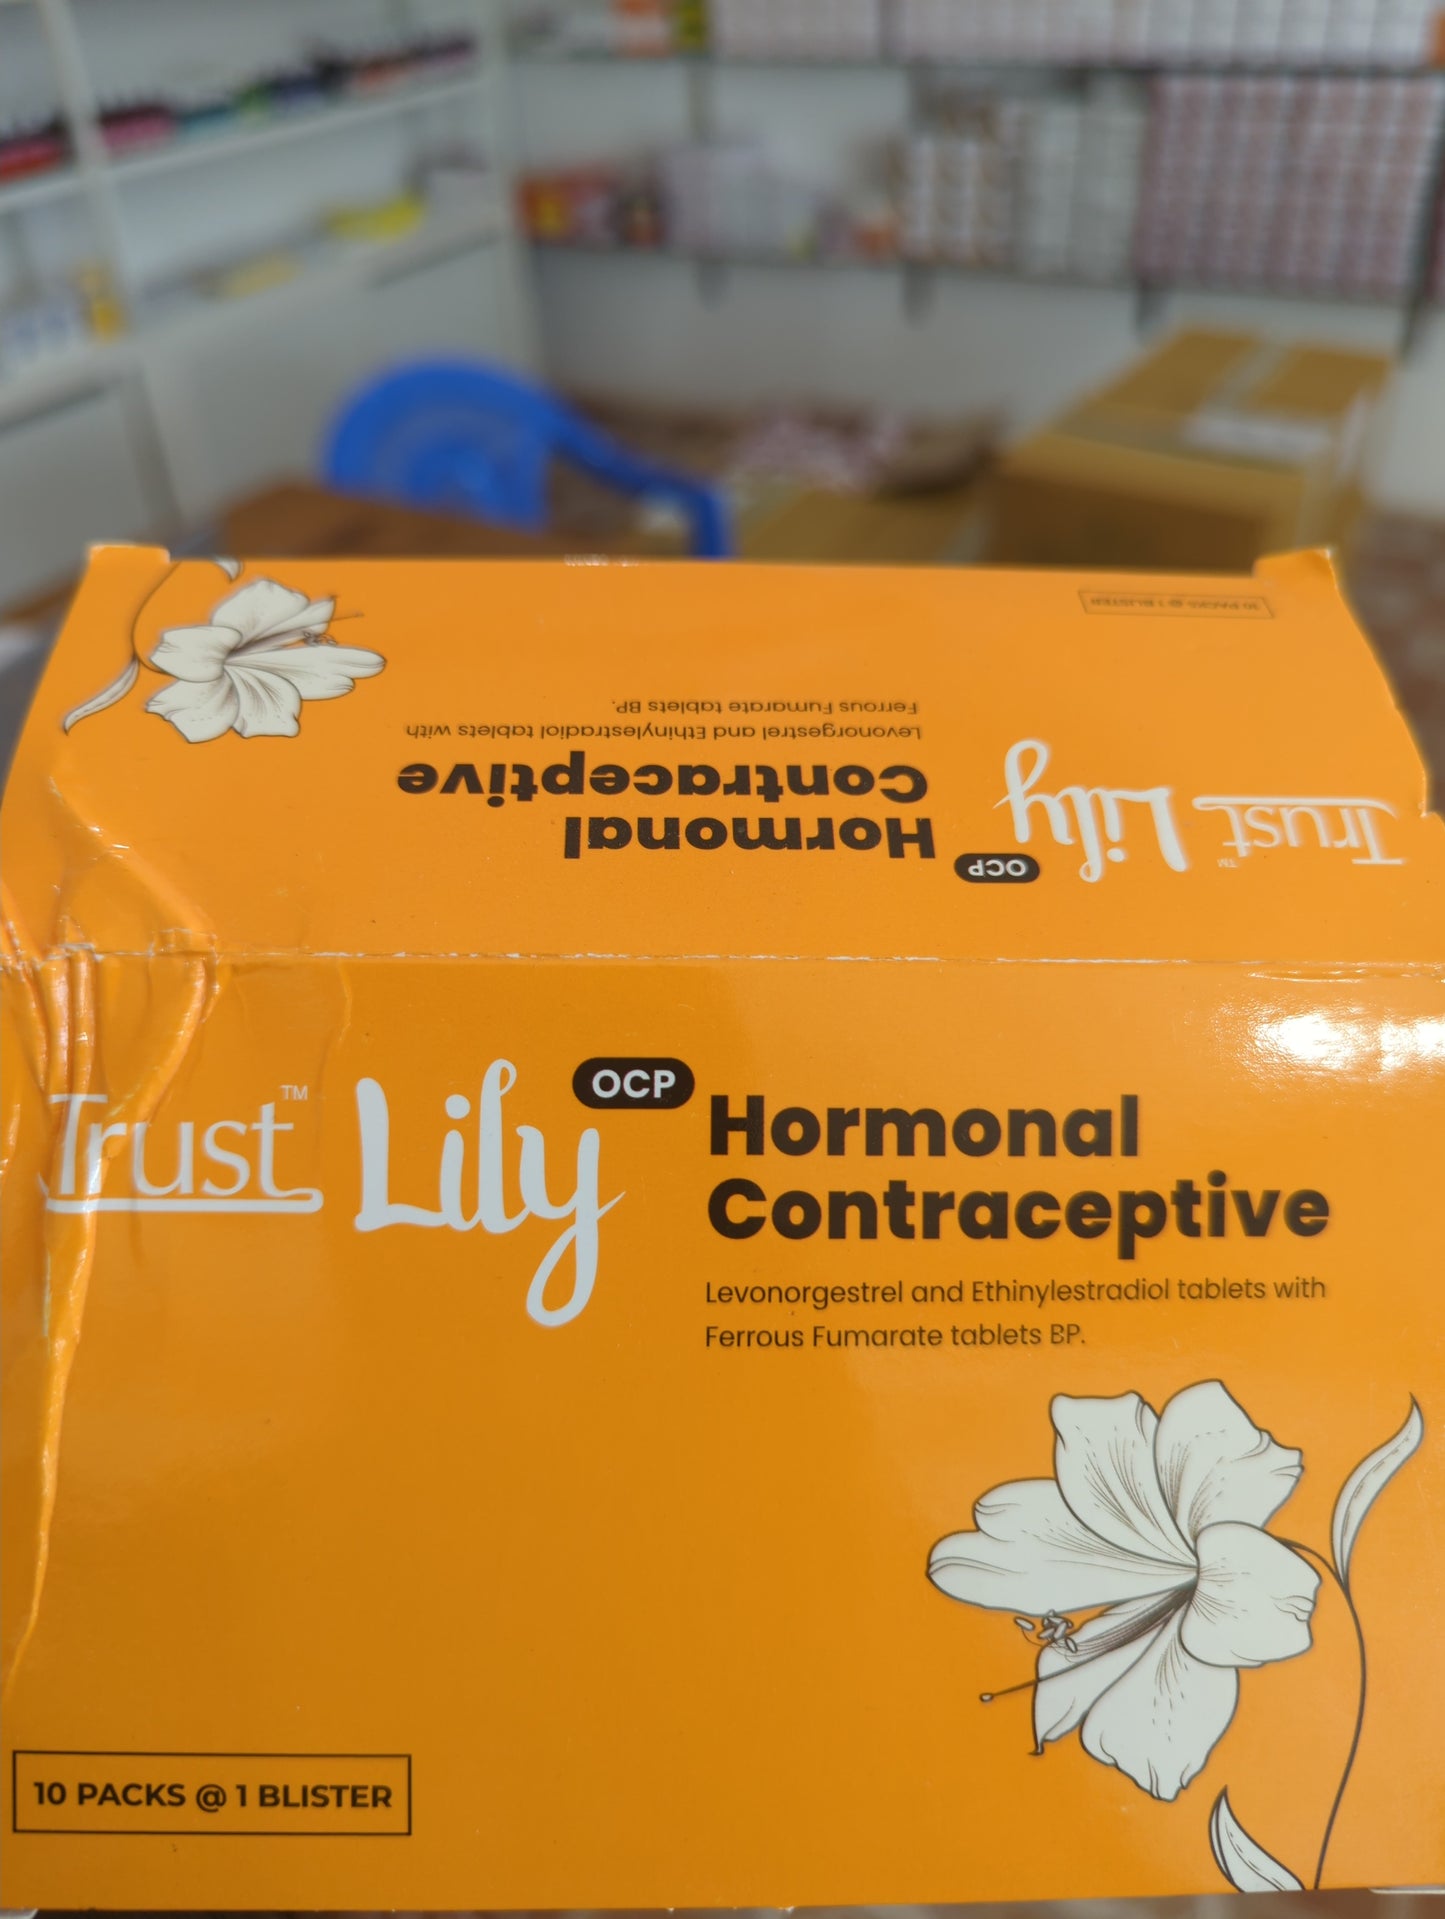 10 PACKS @ 1 BLISTER
Ferrous Fumarate tablets BP.
Levonorgestrel and Ethinylestradiol tablets with
Contraceptive
Hormonal
OCP
Trust™ Lily
Trust™ Lily
OCP
Hormonal
Contraceptive
Levonorgestrel and Ethinylestradiol tablets with
Ferrous Fumarate tablets BP.
10 PACKS @ 1 BLISTER